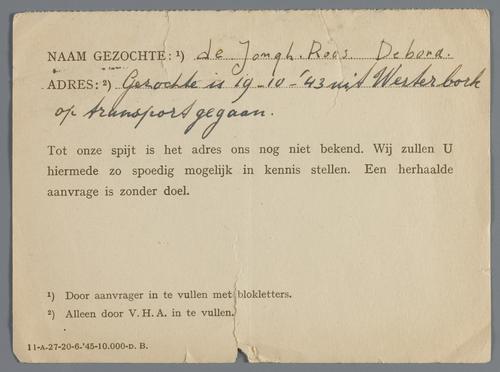 NAAM GEZOCHTE: ¹) de Jongh-Roos Debora.
ADRES: ²) Gezochte is 19-10-'43 uit Westerbork
op transport gegaan.
Tot onze spijt is het adres ons nog niet bekend. Wij zullen U
hiermede zo spoedig mogelijk in kennis stellen. Een herhaalde
aanvrage is zonder doel.
¹) Door aanvrager in te vullen met blokletters.
²) Alleen door V.H.A. in te vullen.
11-A-27-20-6-'45-10.000-D. B.